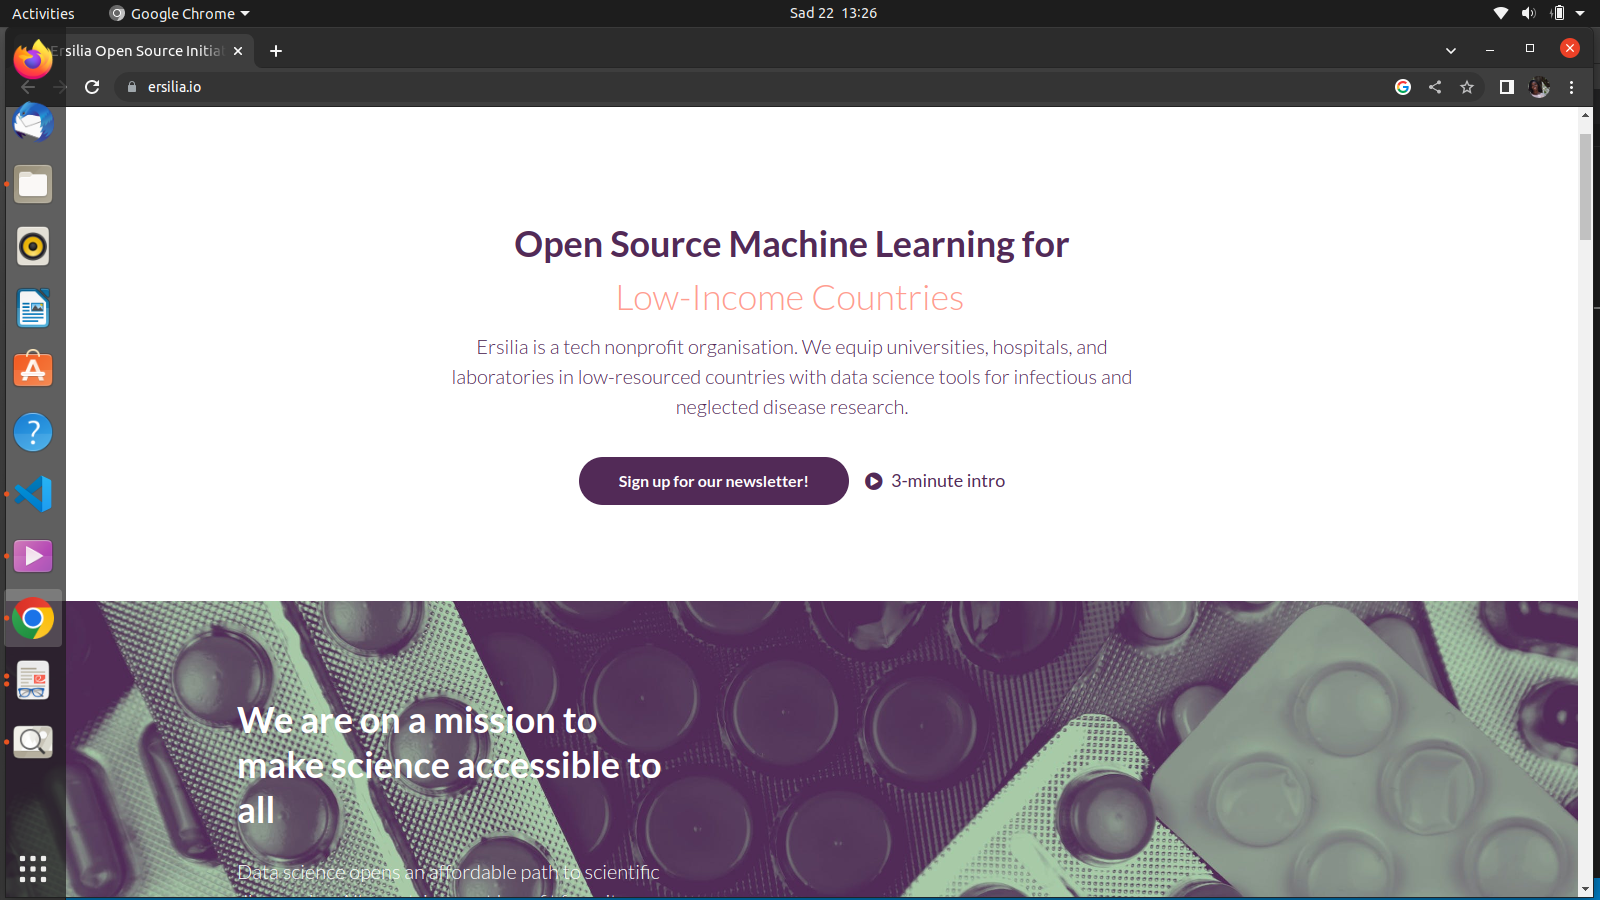 Activities
Google Chrome
Sad 22 13:26
Ersilia Open Source Initia
ersilia.io
Open Source Machine Learning for
Low-Income Countries
Ersilia is a tech nonprofit organisation. We equip universities, hospitals, and
laboratories in low-resourced countries with data science tools for infectious and
neglected disease research.
Sign up for our newsletter!
3-minute intro
We are on a mission to
make science accessible to
all
Data science opens an affordable path to scientific